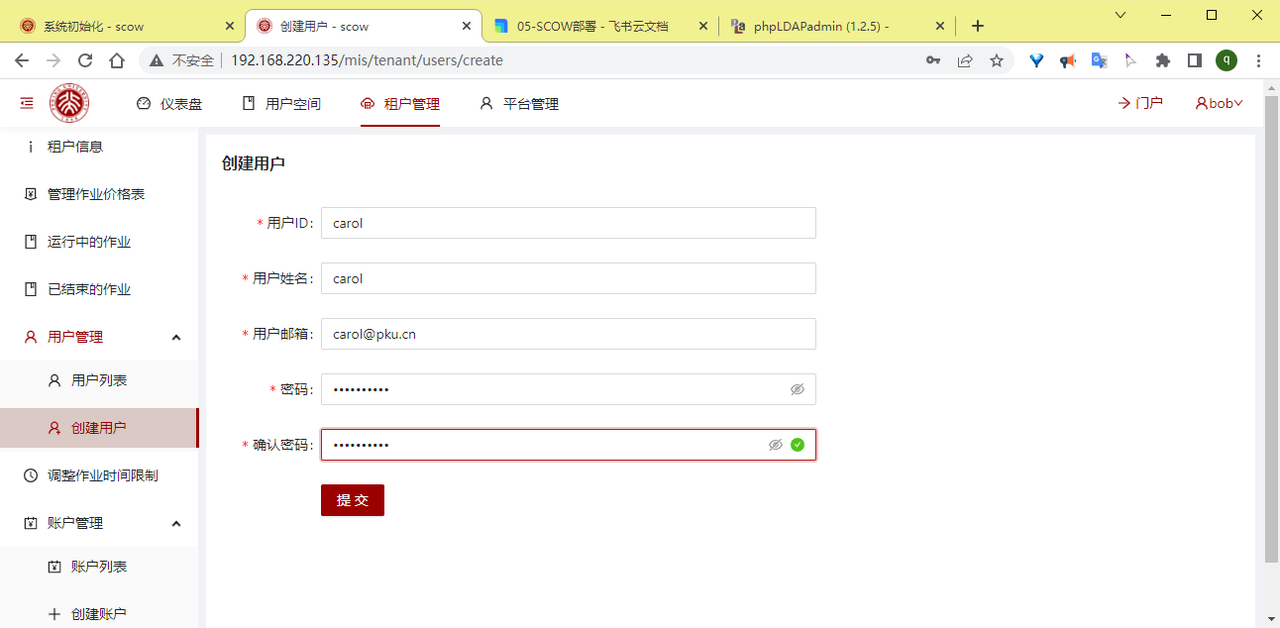 系统初始化 - scow
创建用户 - scow
05-SCOW部署 - 飞书云文档
phpLDAPadmin (1.2.5) -
不安全
192.168.220.135/mis/tenant/users/create
q
仪表盘
用户空间
租户管理
平台管理
门户
bob
租户信息
管理作业价格表
运行中的作业
已结束的作业
用户管理
用户列表
创建用户
调整作业时间限制
账户管理
账户列表
创建账户
创建用户
* 用户ID: carol
* 用户姓名: carol
* 用户邮箱: carol@pku.cn
* 密码: ••••••••••
* 确认密码: ••••••••••
提 交